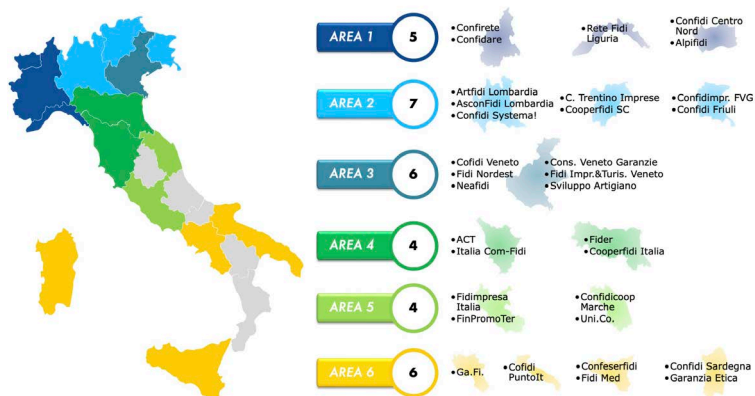 AREA 1
5
• Confirete
• Confidare
• Rete Fidi
Liguria
• Confidi Centro
Nord
• Alpifidi
AREA 2
7
• Artfidi Lombardia
• AsconFidi Lombardia
• Confidi Systema!
• C. Trentino Imprese
• Cooperfidi SC
• Confidimpr. FVG
• Confidi Friuli
AREA 3
6
• Cofidi Veneto
• Fidi Nordest
• Neafidi
• Cons. Veneto Garanzie
• Fidi Impr.&Turis. Veneto
• Sviluppo Artigiano
AREA 4
4
• ACT
• Italia Com-Fidi
• Fider
• Cooperfidi Italia
AREA 5
4
• Fidimpresa
Italia
• FinPromoTer
• Confidicoop
Marche
• Uni.Co.
AREA 6
6
• Ga.Fi.
• Cofidi
PuntoIt
• Confeserfidi
• Fidi Med
• Confidi Sardegna
• Garanzia Etica